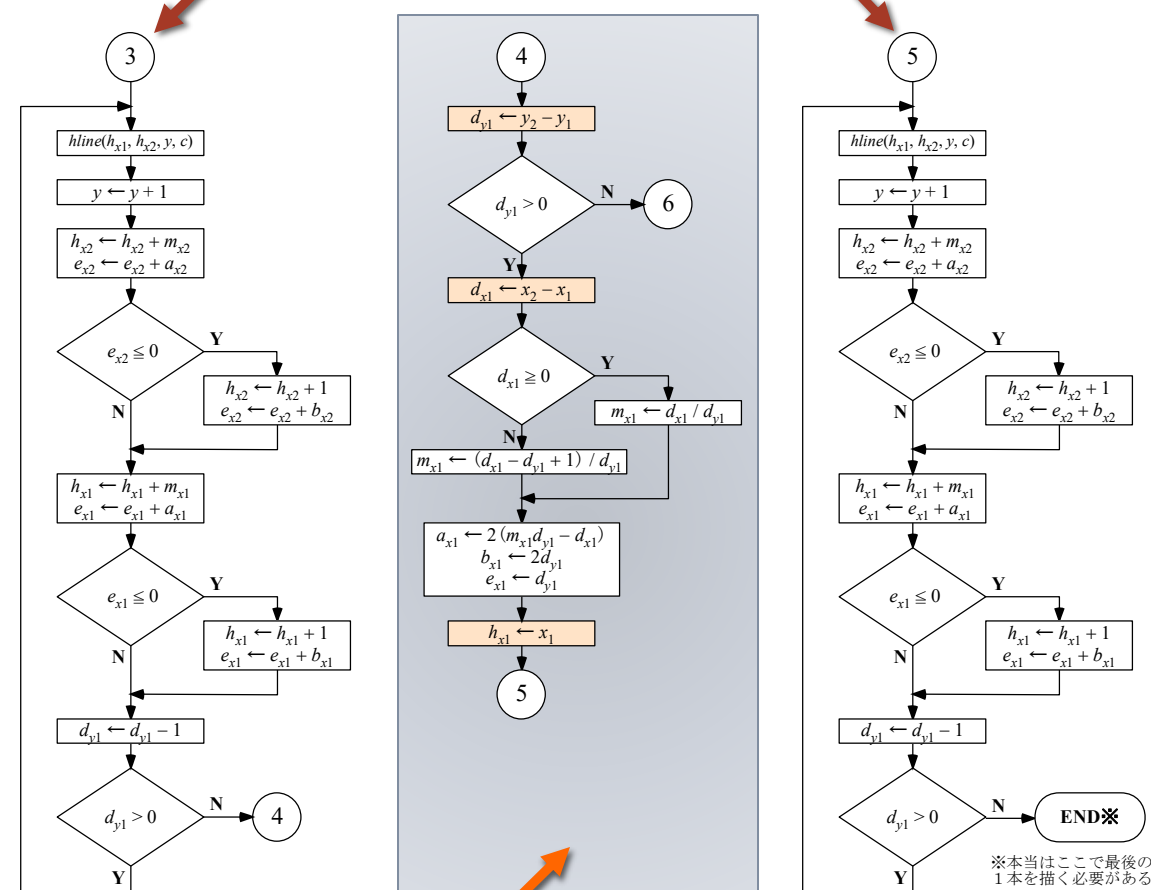 3
hline(hx1, hx2, y, c)
y ← y + 1
hx2 ← hx2 + mx2
ex2 ← ex2 + ax2
ex2 ≦ 0
Y
hx2 ← hx2 + 1
ex2 ← ex2 + bx2
N
hx1 ← hx1 + mx1
ex1 ← ex1 + ax1
ex1 ≦ 0
Y
hx1 ← hx1 + 1
ex1 ← ex1 + bx1
N
dy1 ← dy1 − 1
dy1 > 0
N
4
Y
4
dy1 ← y2 − y1
dy1 > 0
N
6
Y
dx1 ← x2 − x1
dx1 ≧ 0
Y
mx1 ← dx1 / dy1
N
mx1 ← (dx1 − dy1 + 1) / dy1
ax1 ← 2 (mx1dy1 − dx1)
bx1 ← 2dy1
ex1 ← dy1
hx1 ← x1
5
5
hline(hx1, hx2, y, c)
y ← y + 1
hx2 ← hx2 + mx2
ex2 ← ex2 + ax2
ex2 ≦ 0
Y
hx2 ← hx2 + 1
ex2 ← ex2 + bx2
N
hx1 ← hx1 + mx1
ex1 ← ex1 + ax1
ex1 ≦ 0
Y
hx1 ← hx1 + 1
ex1 ← ex1 + bx1
N
dy1 ← dy1 − 1
dy1 > 0
N
END※
Y
※本当はここで最後の
1本を描く必要がある